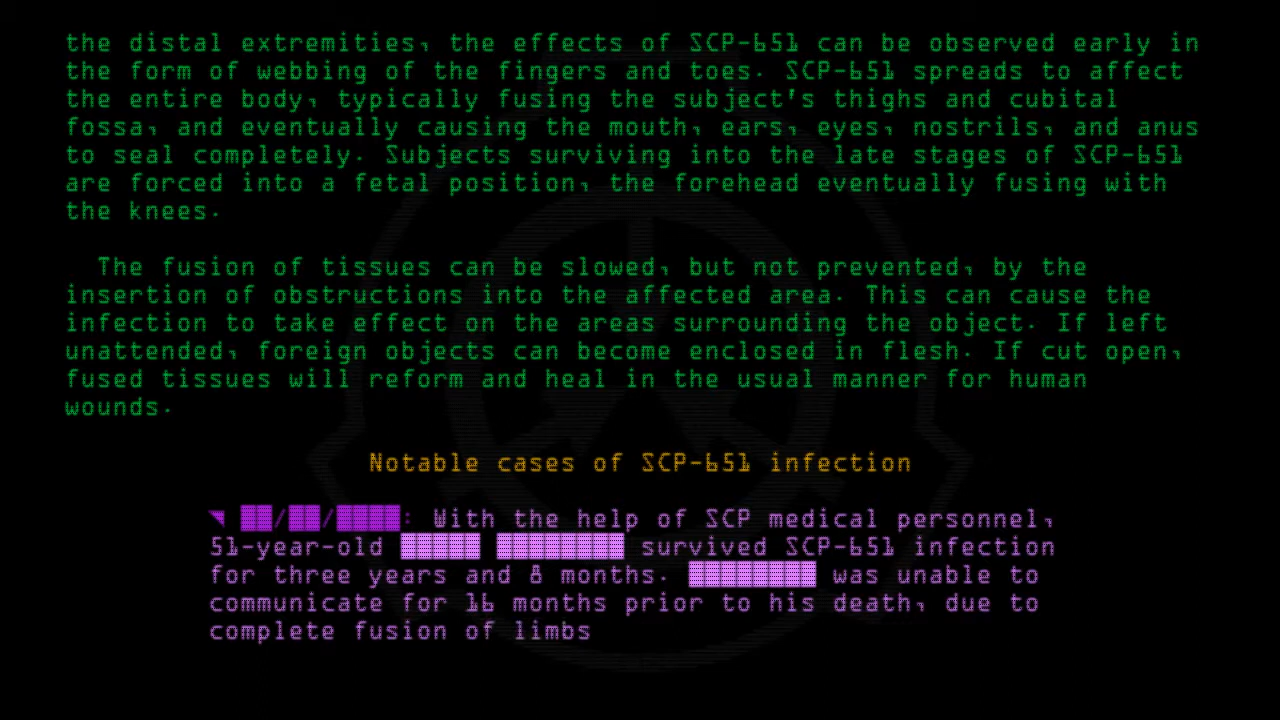 the distal extremities, the effects of SCP-651 can be observed early in
the form of webbing of the fingers and toes. SCP-651 spreads to affect
the entire body, typically fusing the subject's thighs and cubital
fossa, and eventually causing the mouth, ears, eyes, nostrils, and anus
to seal completely. Subjects surviving into the late stages of SCP-651
are forced into a fetal position, the forehead eventually fusing with
the knees.
The fusion of tissues can be slowed, but not prevented, by the
insertion of obstructions into the affected area. This can cause the
infection to take effect on the areas surrounding the object. If left
unattended, foreign objects can become enclosed in flesh. If cut open,
fused tissues will reform and heal in the usual manner for human
wounds.
Notable cases of SCP-651 infection
◥ ▓▓/▓▓/▓▓▓▓: With the help of SCP medical personnel,
51-year-old ▓▓▓▓▓ ▓▓▓▓▓▓▓▓ survived SCP-651 infection
for three years and 8 months. ▓▓▓▓▓▓▓▓ was unable to
communicate for 16 months prior to his death, due to
complete fusion of limbs